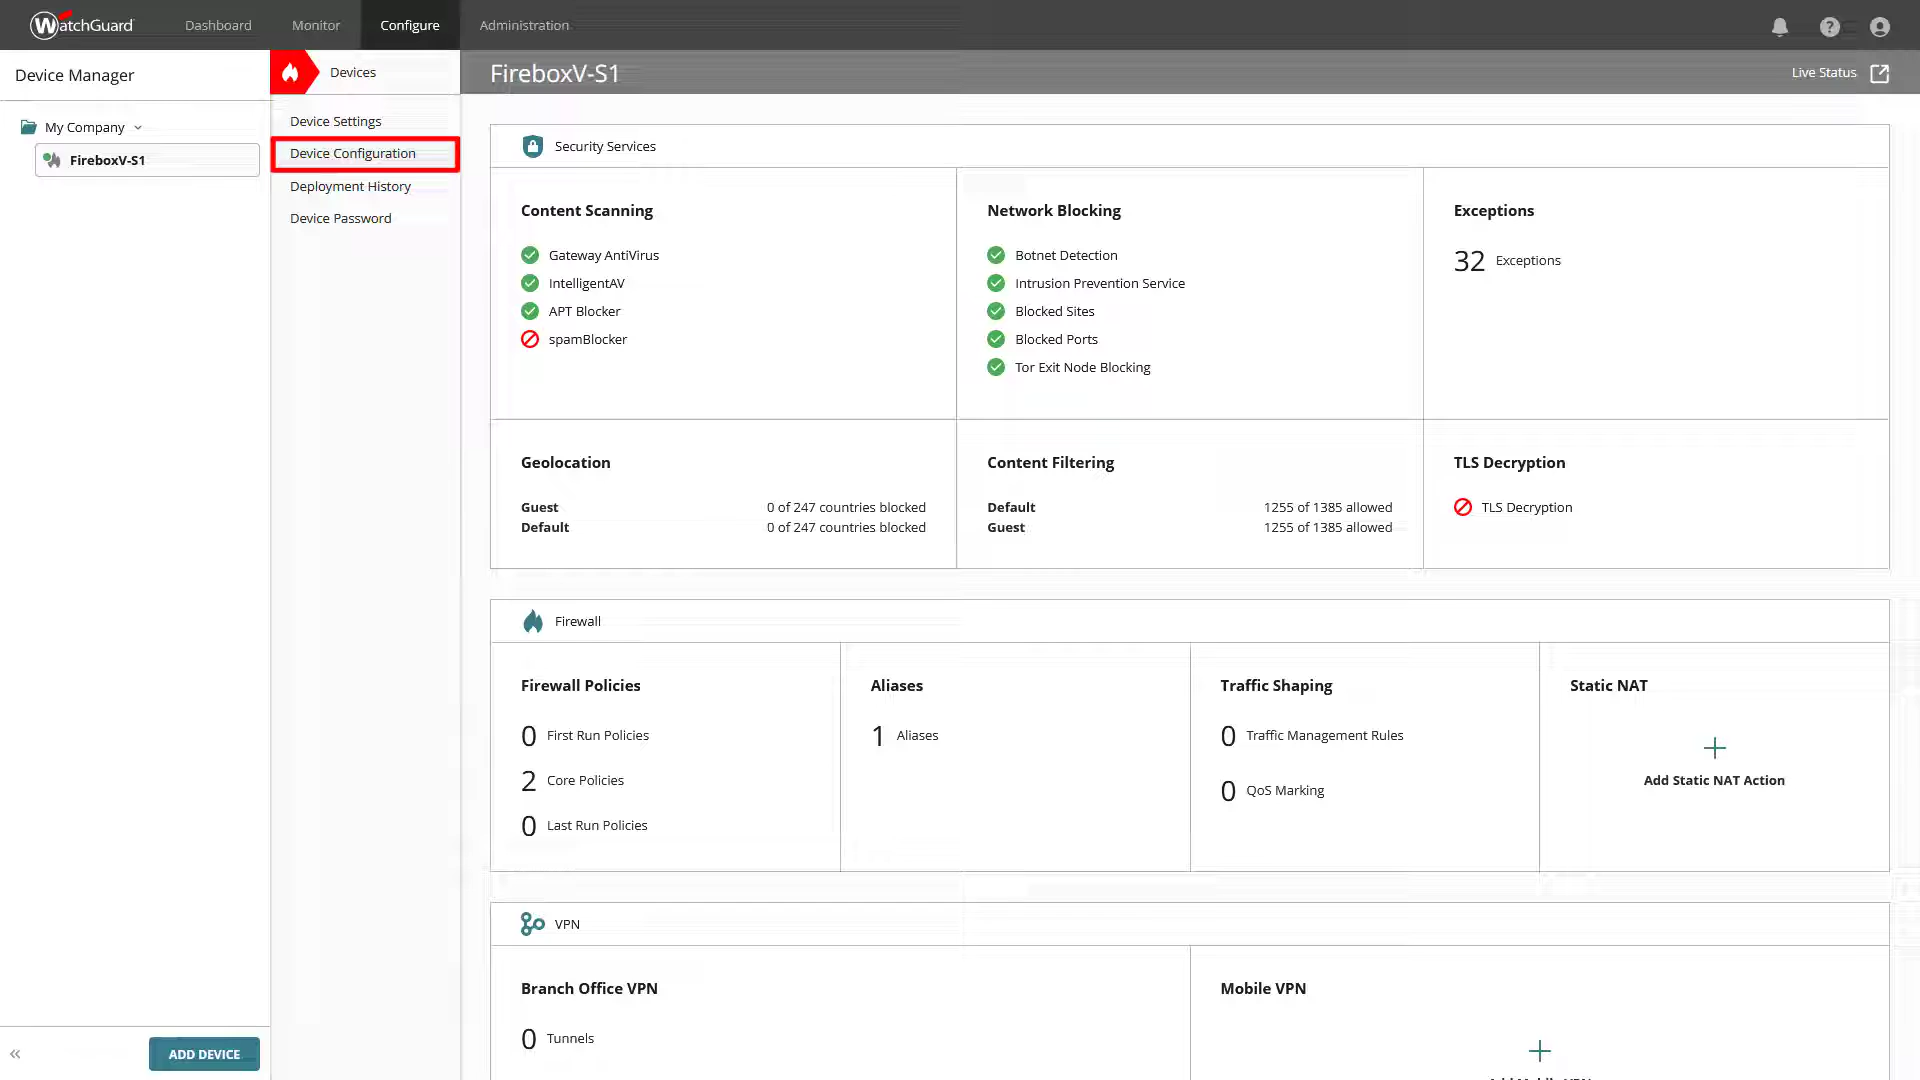 WatchGuard
Dashboard
Monitor
Configure
Administration
Device Manager
Devices
FireboxV-S1
Live Status
My Company
FireboxV-S1
Device Settings
Device Configuration
Deployment History
Device Password
Security Services
Content Scanning
Gateway AntiVirus
IntelligentAV
APT Blocker
spamBlocker
Network Blocking
Botnet Detection
Intrusion Prevention Service
Blocked Sites
Blocked Ports
Tor Exit Node Blocking
Exceptions
32 Exceptions
Geolocation
Guest 0 of 247 countries blocked
Default 0 of 247 countries blocked
Content Filtering
Default 1255 of 1385 allowed
Guest 1255 of 1385 allowed
TLS Decryption
TLS Decryption
Firewall
Firewall Policies
0 First Run Policies
2 Core Policies
0 Last Run Policies
Aliases
1 Aliases
Traffic Shaping
0 Traffic Management Rules
0 QoS Marking
Static NAT
Add Static NAT Action
VPN
Branch Office VPN
0 Tunnels
Mobile VPN
ADD DEVICE